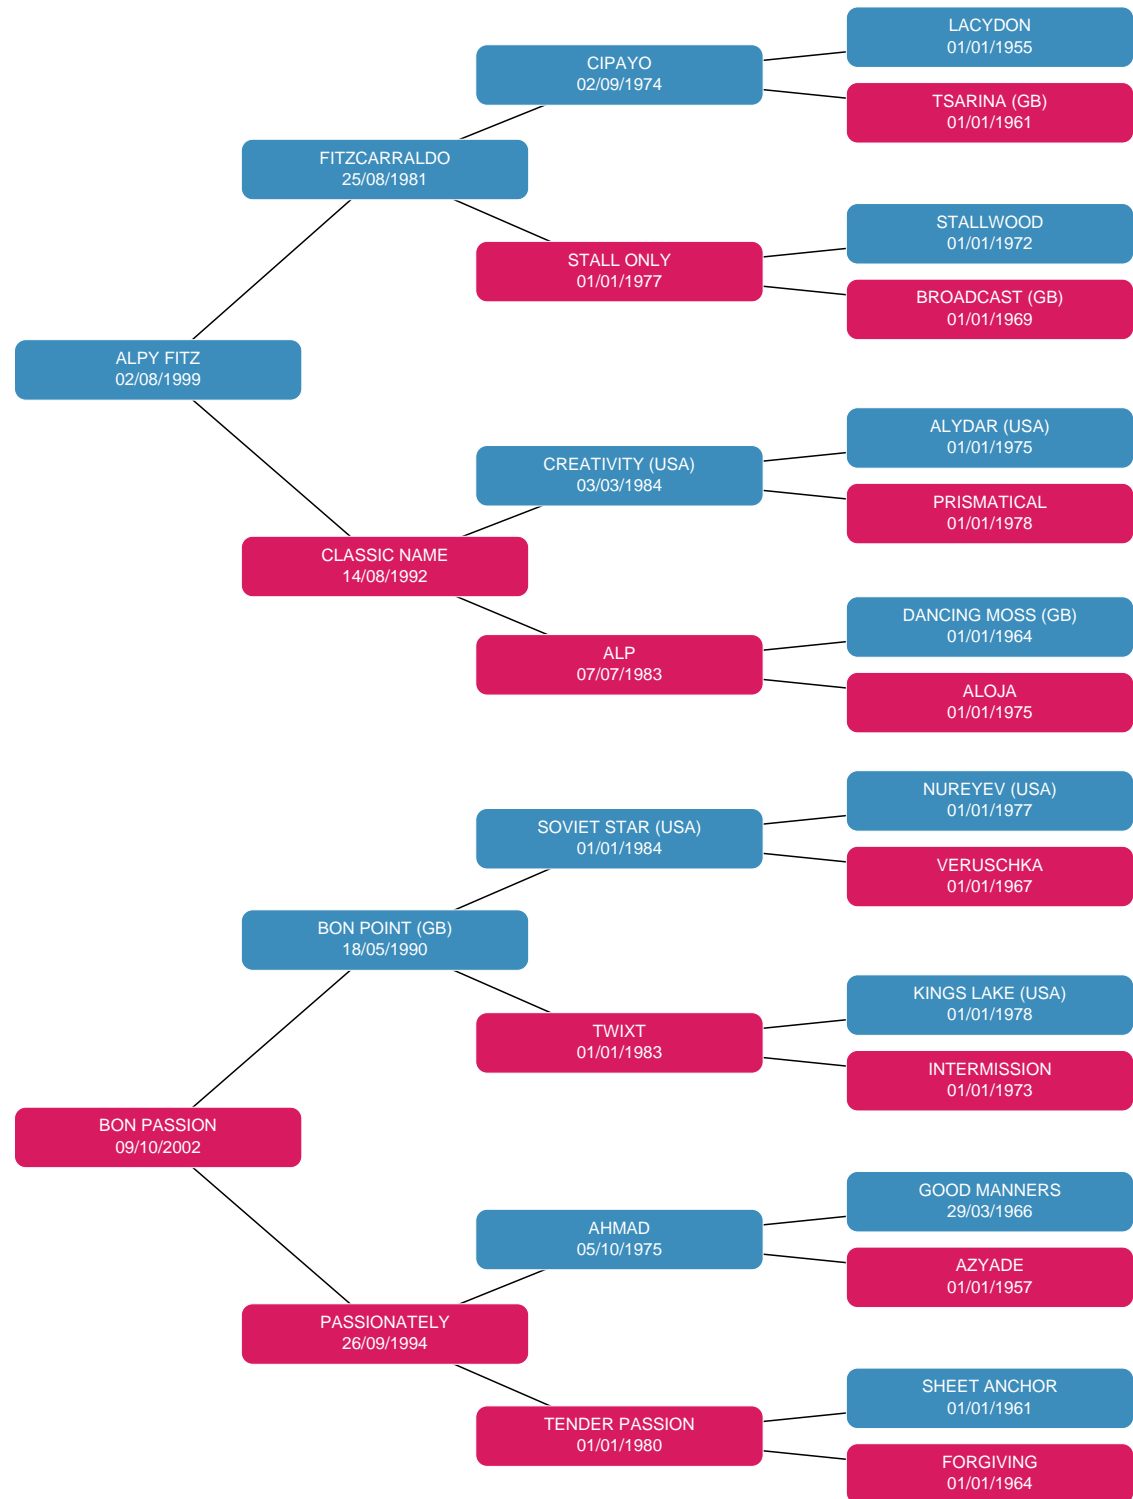 LACYDON
01/01/1955
CIPAYO
02/09/1974
TSARINA (GB)
01/01/1961
FITZCARRALDO
25/08/1981
STALLWOOD
01/01/1972
STALL ONLY
01/01/1977
BROADCAST (GB)
01/01/1969
ALPY FITZ
02/08/1999
ALYDAR (USA)
01/01/1975
CREATIVITY (USA)
03/03/1984
PRISMATICAL
01/01/1978
CLASSIC NAME
14/08/1992
DANCING MOSS (GB)
01/01/1964
ALP
07/07/1983
ALOJA
01/01/1975
NUREYEV (USA)
01/01/1977
SOVIET STAR (USA)
01/01/1984
VERUSCHKA
01/01/1967
BON POINT (GB)
18/05/1990
KINGS LAKE (USA)
01/01/1978
TWIXT
01/01/1983
INTERMISSION
01/01/1973
BON PASSION
09/10/2002
GOOD MANNERS
29/03/1966
AHMAD
05/10/1975
AZYADE
01/01/1957
PASSIONATELY
26/09/1994
SHEET ANCHOR
01/01/1961
TENDER PASSION
01/01/1980
FORGIVING
01/01/1964